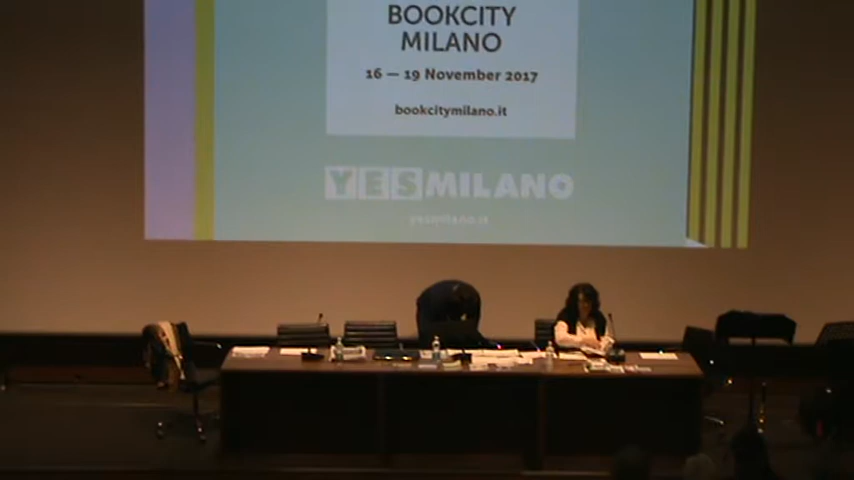 BOOKCITY
MILANO
16 — 19 November 2017
bookcitymilano.it
YESMILANO
yesmilano.it